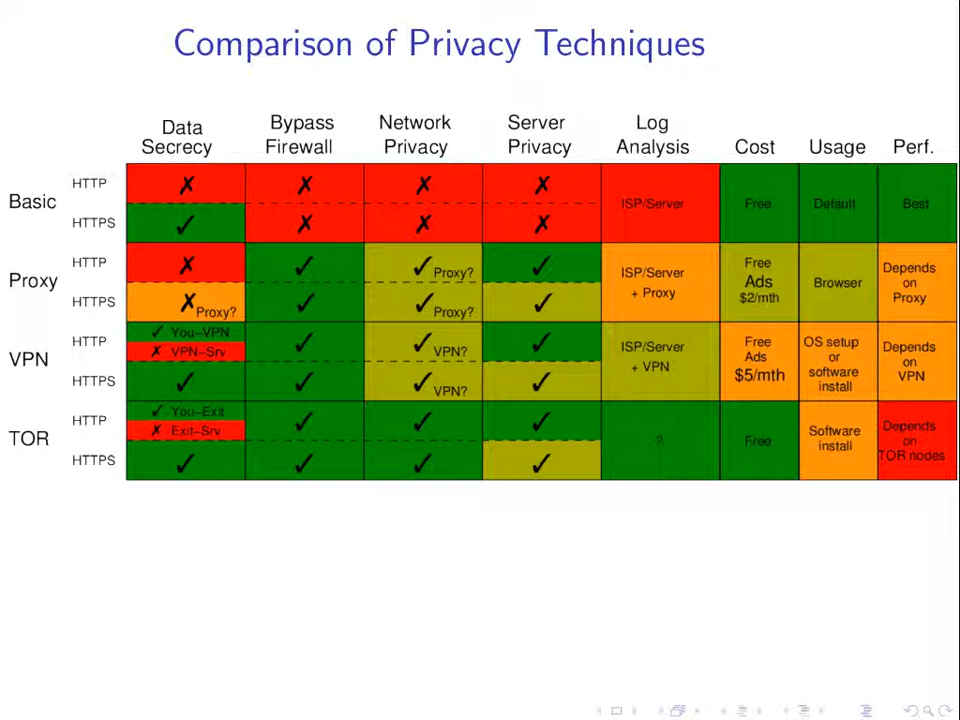 Comparison of Privacy Techniques
Data Secrecy
Bypass Firewall
Network Privacy
Server Privacy
Log Analysis
Cost
Usage
Perf.
Basic
HTTP
✗
✗
✗
✗
HTTPS
✓
✗
✗
✗
ISP/Server
Free
Default
Best
Proxy
HTTP
✗
✓
✓ Proxy?
✓
HTTPS
✗ Proxy?
✓
✓ Proxy?
✓
ISP/Server
+ Proxy
Free
Ads
$2/mth
Browser
Depends
on
Proxy
VPN
HTTP
✓ You–VPN
✗ VPN–Srv
✓
✓ VPN?
✓
HTTPS
✓
✓
✓ VPN?
✓
ISP/Server
+ VPN
Free
Ads
$5/mth
OS setup
or
software
install
Depends
on
VPN
TOR
HTTP
✓ You–Exit
✗ Exit–Srv
✓
✓
✓
HTTPS
✓
✓
✓
✓
?
Free
Software
install
Depends
on
TOR nodes